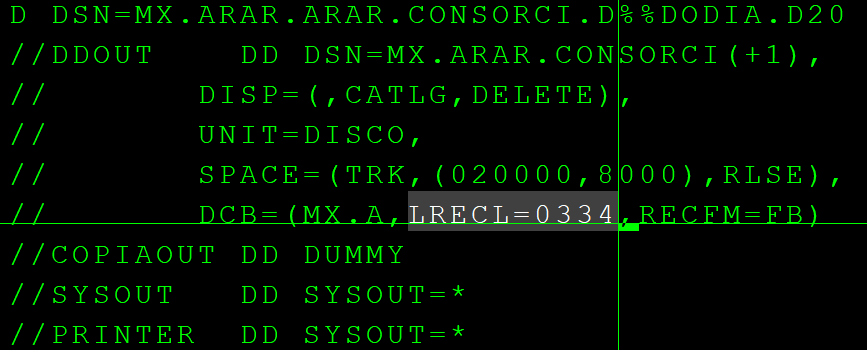 D DSN=MX.ARAR.ARAR.CONSORCI.D%%DODIA.D20
//DDOUT    DD DSN=MX.ARAR.CONSORCI(+1),
//         DISP=(,CATLG,DELETE),
//         UNIT=DISCO,
//         SPACE=(TRK,(020000,8000),RLSE),
//         DCB=(MX.A,LRECL=0334,RECFM=FB)
//COPIAOUT DD DUMMY
//SYSOUT   DD SYSOUT=*
//PRINTER  DD SYSOUT=*